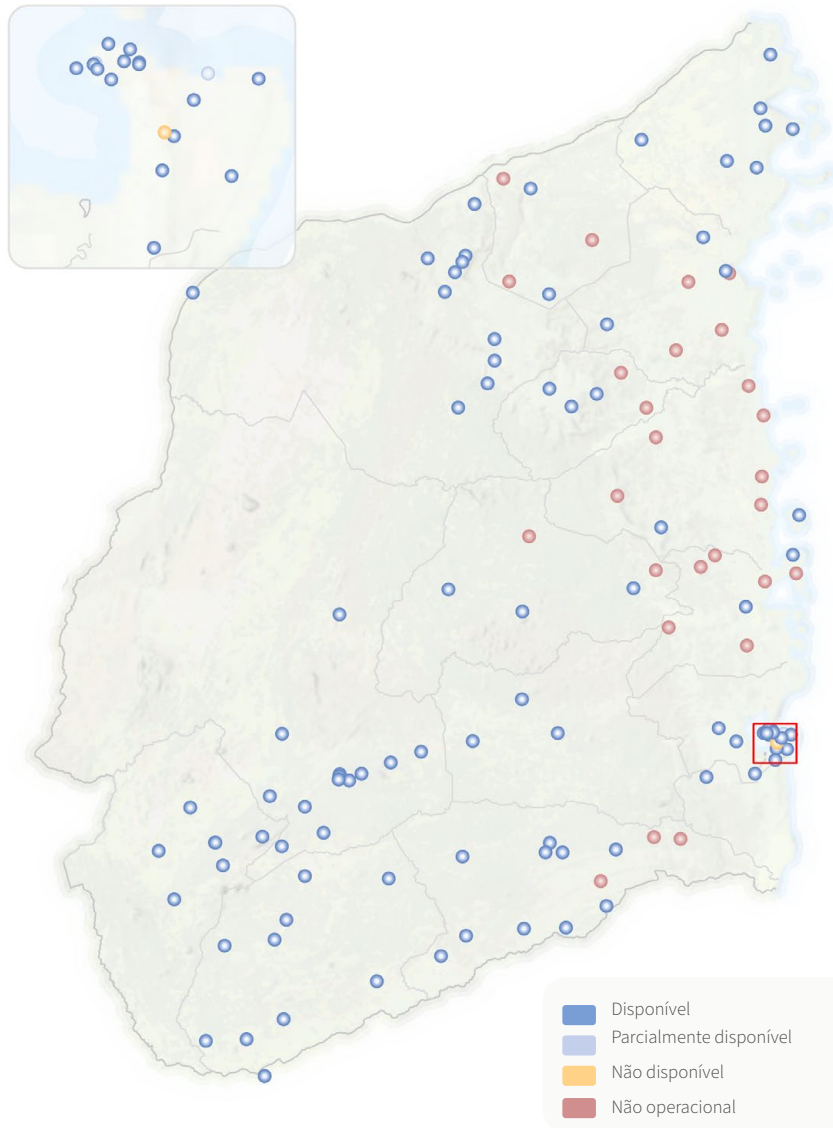 Disponível
Parcialmente disponível
Não disponível
Não operacional